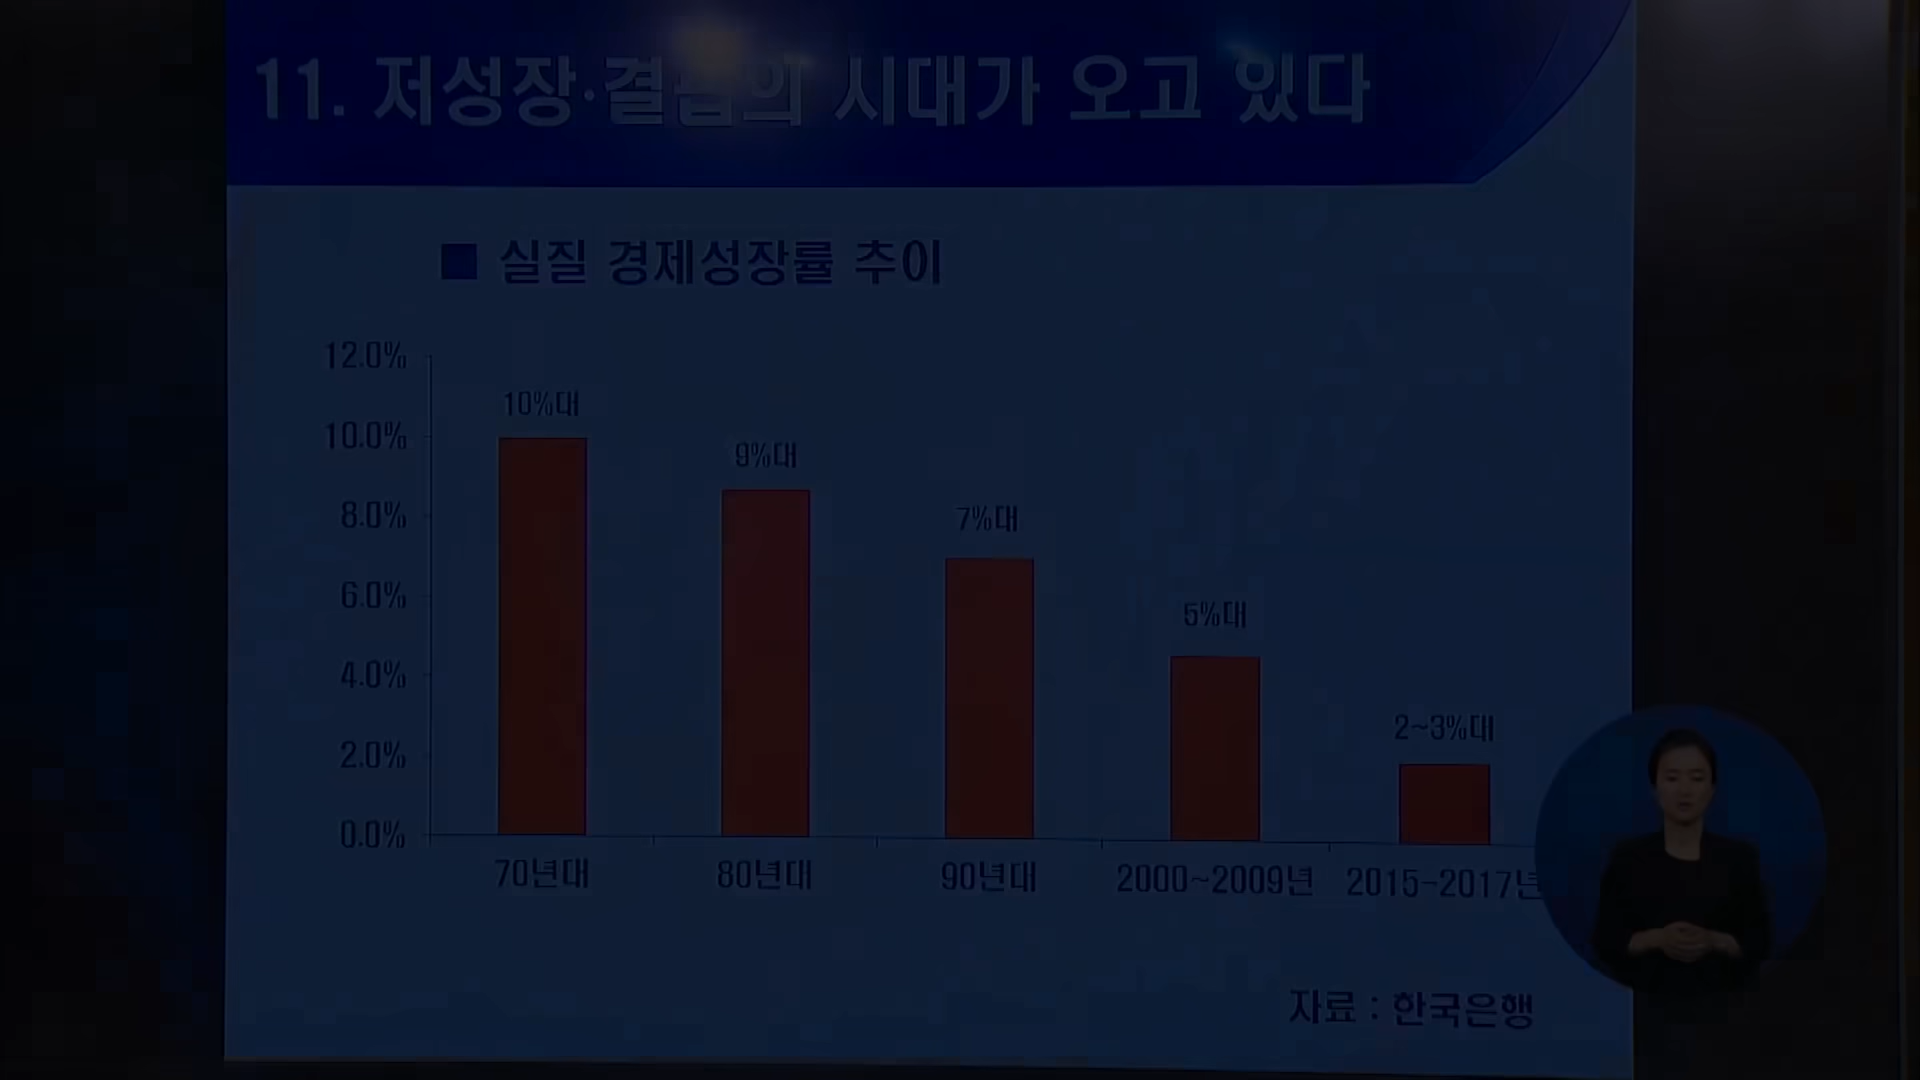 11. 저성장·결핍의 시대가 오고 있다
■ 실질 경제성장률 추이
12.0%
10.0%
8.0%
6.0%
4.0%
2.0%
0.0%
10%대
9%대
7%대
5%대
2~3%대
70년대
80년대
90년대
2000~2009년
2015-2017년
자료 : 한국은행